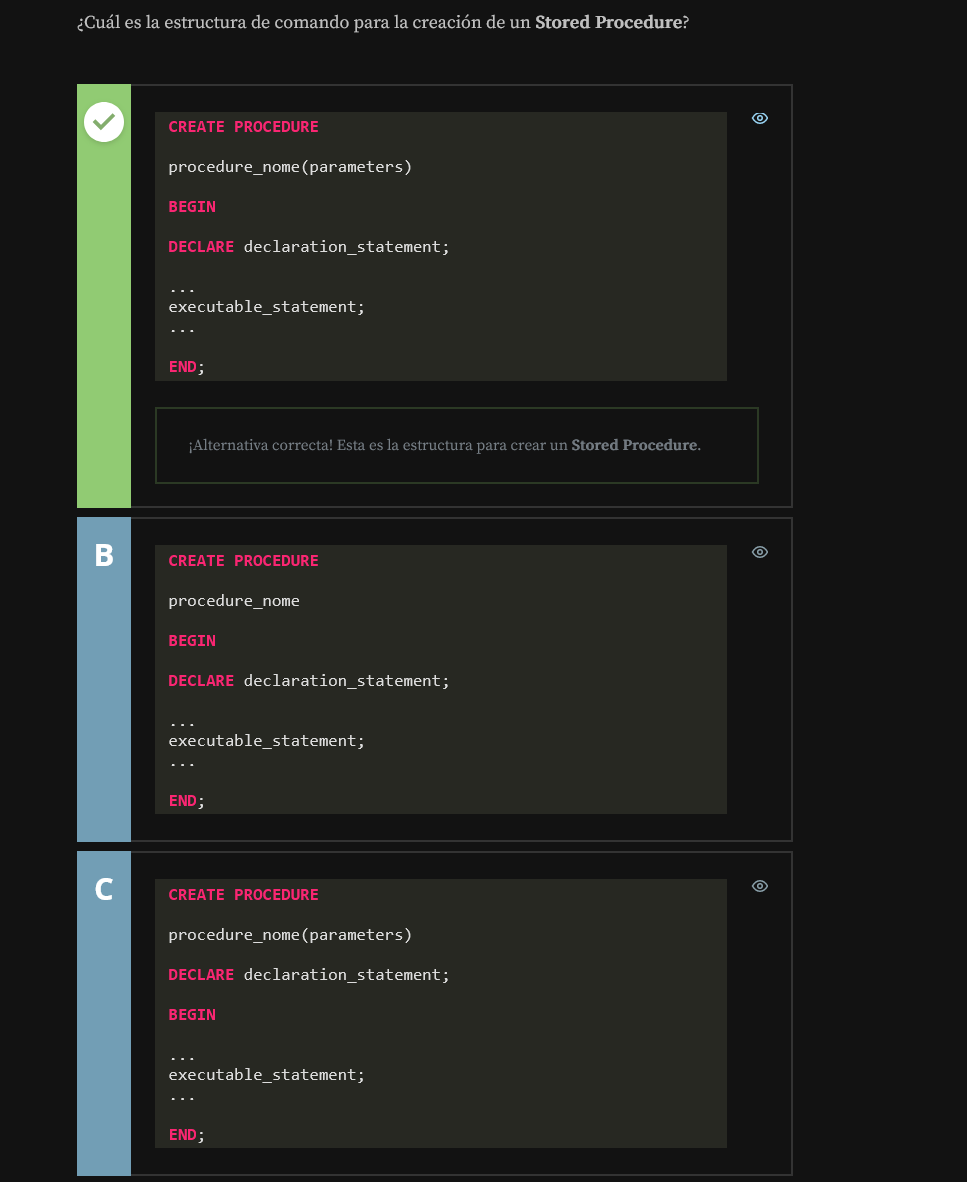 ¿Cuál es la estructura de comando para la creación de un Stored Procedure?
CREATE PROCEDURE
procedure_nome(parameters)
BEGIN
DECLARE declaration_statement;
...
executable_statement;
...
END;
¡Alternativa correcta! Esta es la estructura para crear un Stored Procedure.
B
CREATE PROCEDURE
procedure_nome
BEGIN
DECLARE declaration_statement;
...
executable_statement;
...
END;
C
CREATE PROCEDURE
procedure_nome(parameters)
DECLARE declaration_statement;
BEGIN
...
executable_statement;
...
END;